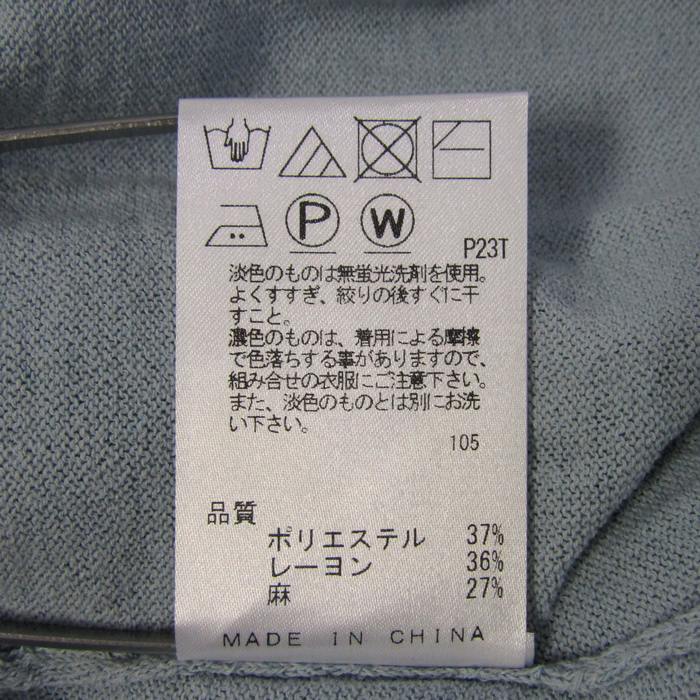 P W
P23T
淡色のものは無蛍光洗剤を使用。
よくすすぎ、絞りの後すぐに干
すこと。
濃色のものは、着用による摩擦
で色落ちする事がありますので、
組み合せの衣服にご注意下さい。
また、淡色のものとは別にお洗
い下さい。
105
品質
ポリエステル 37%
レーヨン 36%
麻 27%
MADE IN CHINA